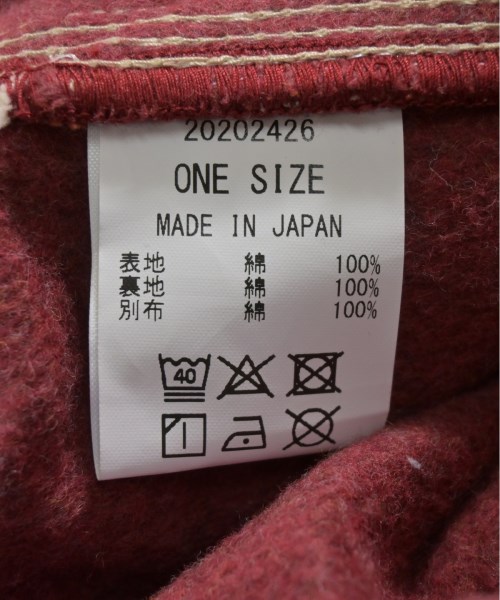 20202426
ONE SIZE
MADE IN JAPAN
表地 綿 100%
裏地 綿 100%
別布 綿 100%
40